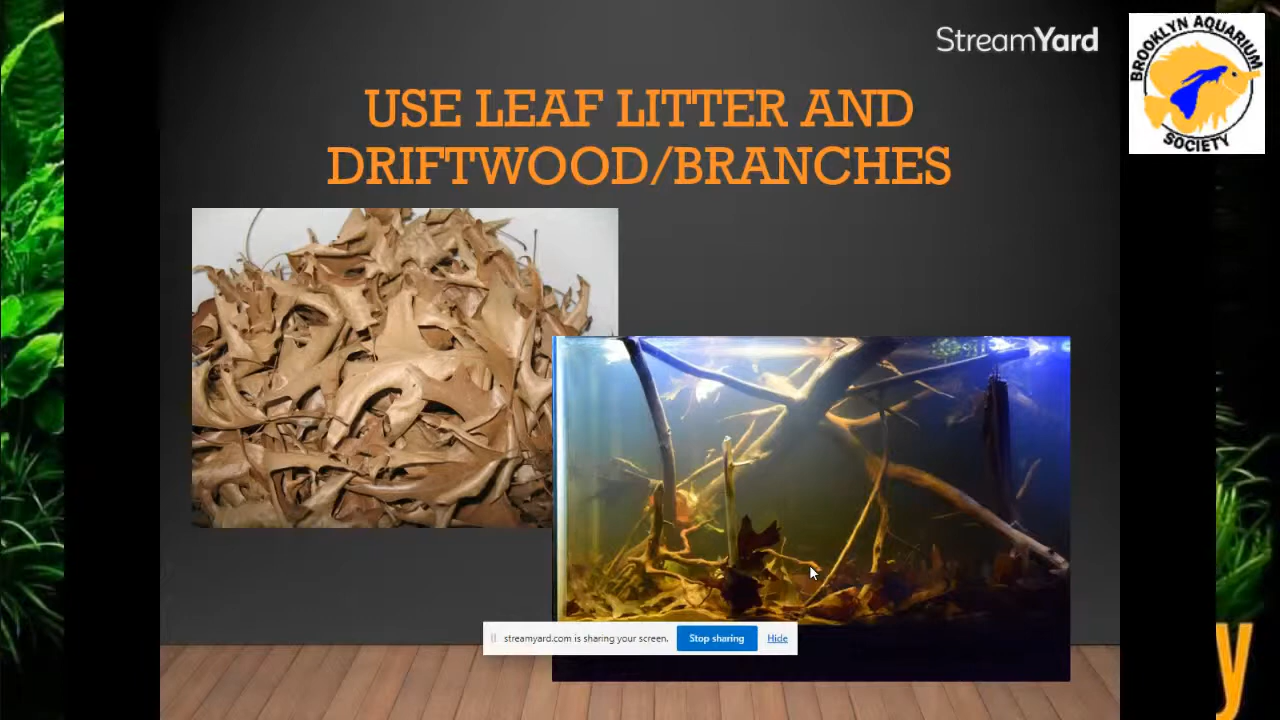 StreamYard
BROOKLYN AQUARIUM
SOCIETY
USE LEAF LITTER AND
DRIFTWOOD/BRANCHES
streamyard.com is sharing your screen.
Stop sharing
Hide
y